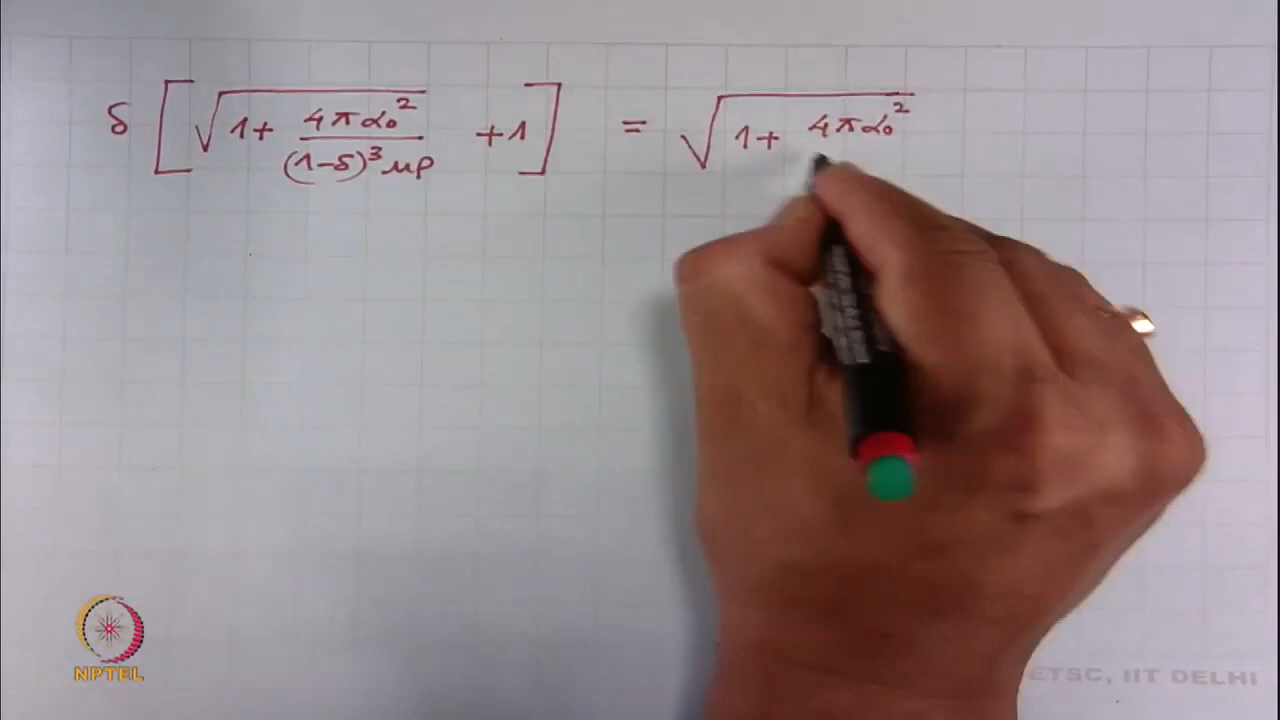 δ [ √(1 + 4πα₀² / (1-δ)³μρ) + 1 ] = √(1 + 4πα₀²
NPTEL
ETSC, IIT DELHI